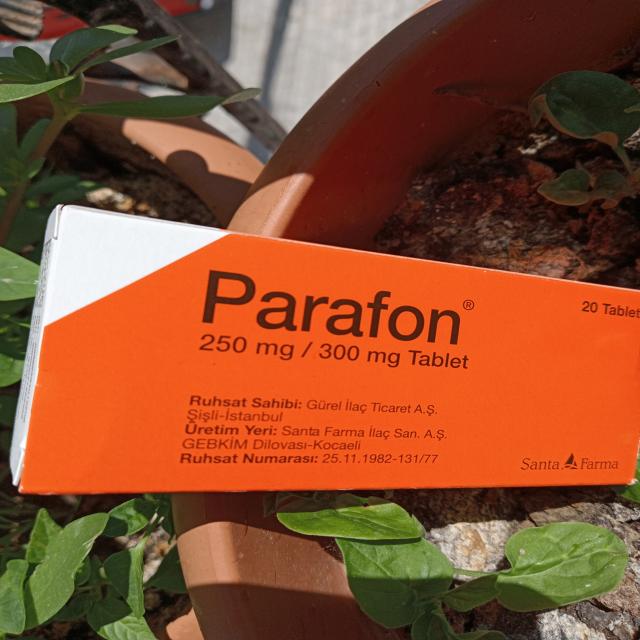 Parafon®
20 Tablet
250 mg / 300 mg Tablet
Ruhsat Sahibi: Gürel İlaç Ticaret A.Ş.
Şişli-İstanbul
Üretim Yeri: Santa Farma İlaç San. A.Ş.
GEBKİM Dilovası-Kocaeli
Ruhsat Numarası: 25.11.1982-131/77
Santa Farma